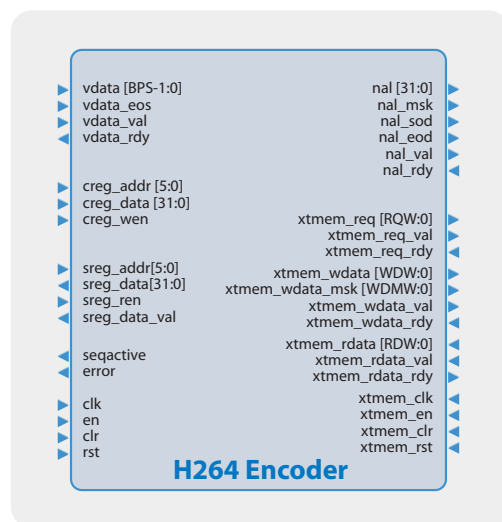 vdata [BPS-1:0]
vdata_eos
vdata_val
vdata_rdy
creg_addr [5:0]
creg_data [31:0]
creg_wen
sreg_addr[5:0]
sreg_data[31:0]
sreg_ren
sreg_data_val
seqactive
error
clk
en
clr
rst
nal [31:0]
nal_msk
nal_sod
nal_eod
nal_val
nal_rdy
xtmem_req [RQW:0]
xtmem_req_val
xtmem_req_rdy
xtmem_wdata [WDW:0]
xtmem_wdata_msk [WDMW:0]
xtmem_wdata_val
xtmem_wdata_rdy
xtmem_rdata [RDW:0]
xtmem_rdata_val
xtmem_rdata_rdy
xtmem_clk
xtmem_en
xtmem_clr
xtmem_rst
H264 Encoder